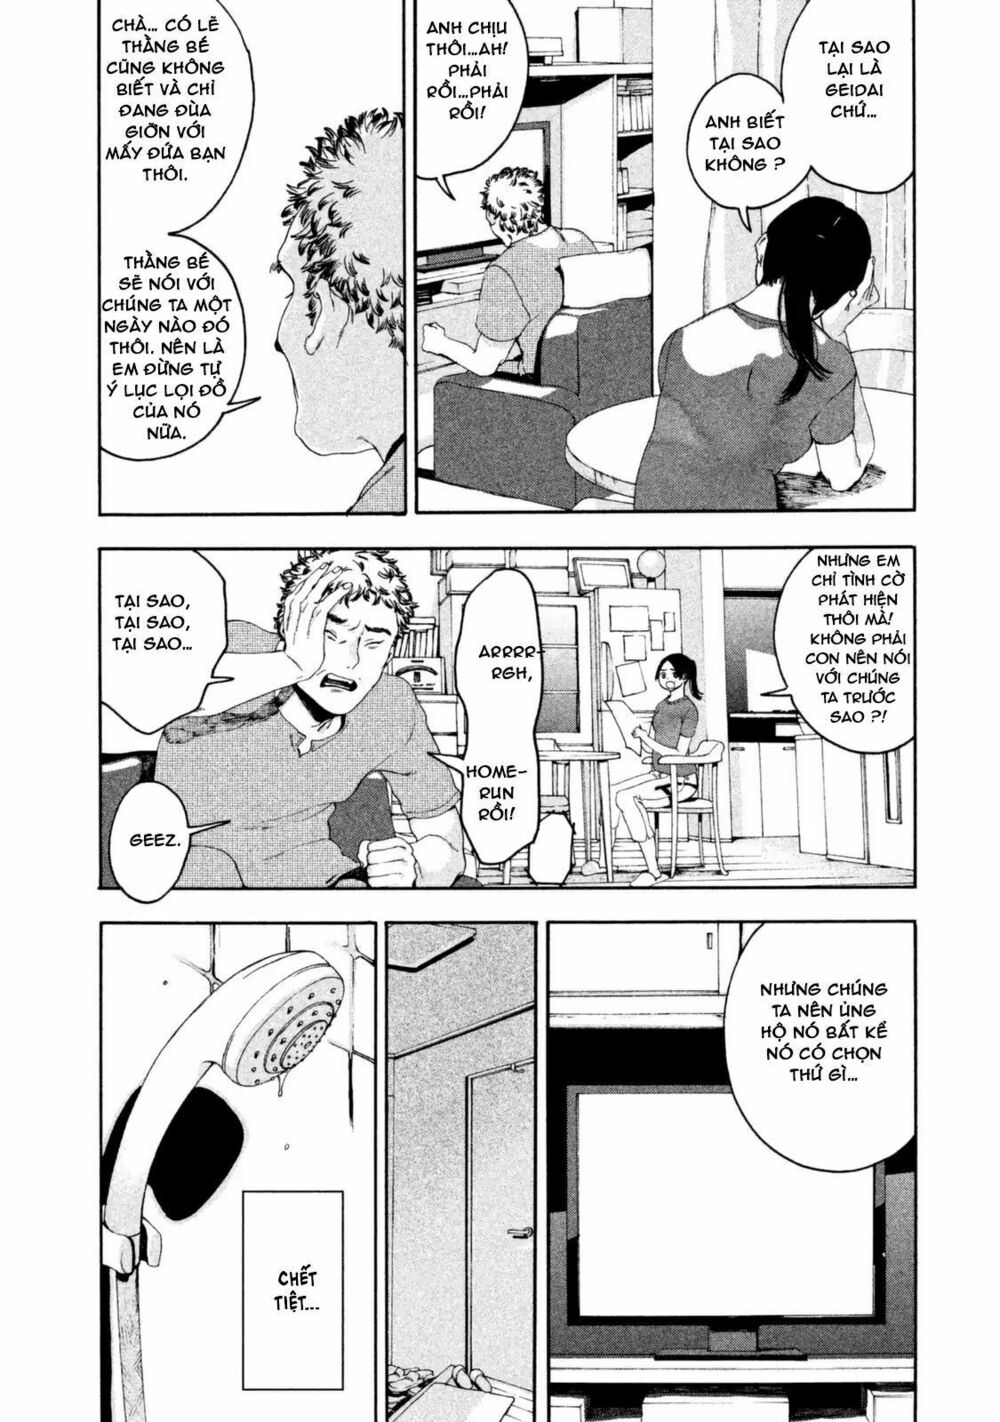 TẠI SAO
LẠI LÀ
GEIDAI
CHỨ...
ANH BIẾT
TẠI SAO
KHÔNG ?
ANH CHỊU
THÔI...AH!
PHẢI
RỒI...PHẢI
RỒI!
CHÀ... CÓ LẼ
THẰNG BÉ
CŨNG KHÔNG
BIẾT VÀ CHỈ
ĐANG ĐÙA
GIỠN VỚI
MẤY ĐỨA BẠN
THÔI.
THẰNG BÉ
SẼ NÓI VỚI
CHÚNG TA MỘT
NGÀY NÀO ĐÓ
THÔI. NÊN LÀ
EM ĐỪNG TỰ
Ý LỤC LỌI ĐỒ
CỦA NÓ
NỮA.
NHƯNG EM
CHỈ TÌNH CỜ
PHÁT HIỆN
THÔI MÀ!
KHÔNG PHẢI
CON NÊN NÓI
VỚI CHÚNG
TA TRƯỚC
SAO ?!
ARRRR-
RGH,
HOME-
RUN
RỒI!
TẠI SAO,
TẠI SAO,
TẠI SAO...
GEEZ.
NHƯNG CHÚNG
TA NÊN ỦNG
HỘ NÓ BẤT KỂ
NÓ CÓ CHỌN
THỨ GÌ...
CHẾT
TIỆT...